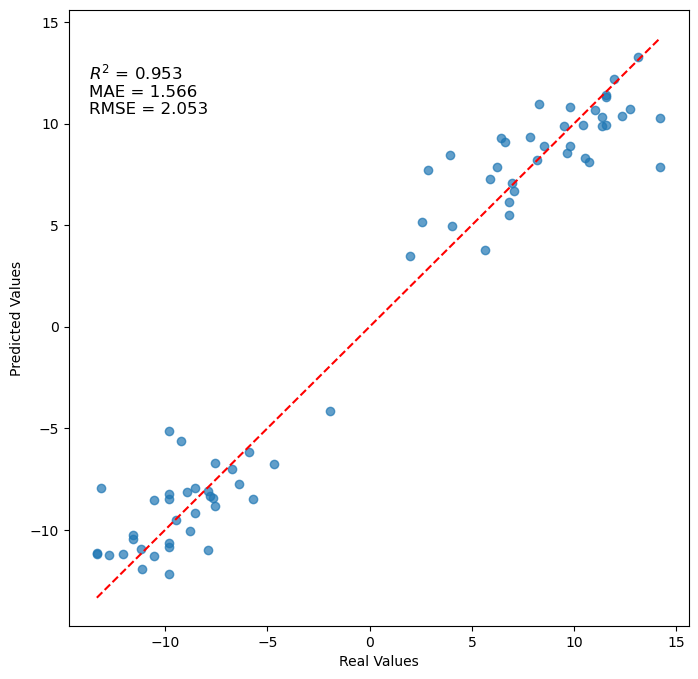 R² = 0.953
MAE = 1.566
RMSE = 2.053
15
10
5
0
−5
−10
Predicted Values
−10 −5 0 5 10 15
Real Values